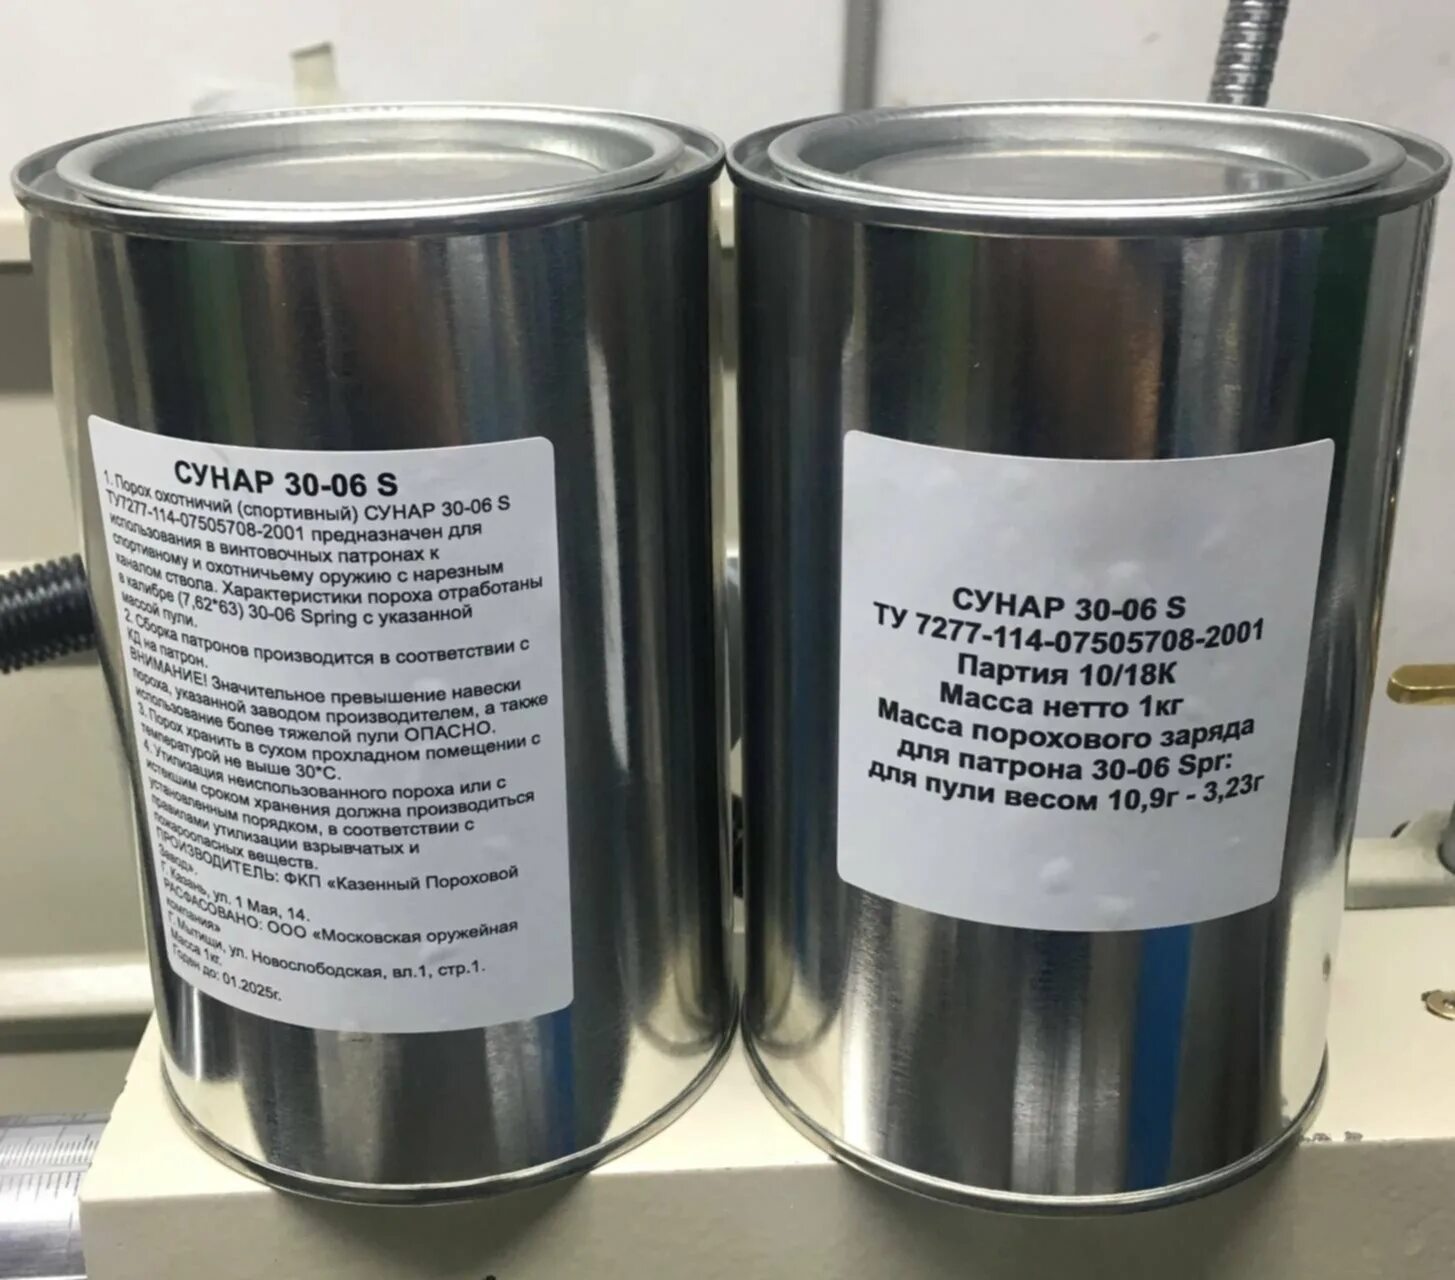 СУНАР 30-06 S
1. Порох охотничий (спортивный) СУНАР 30-06 S
ТУ7277-114-07505708-2001 предназначен для
использования в винтовочных патронах к
спортивному и охотничьему оружию с нарезным
каналом ствола. Характеристики пороха отработаны
в калибре (7,62*63) 30-06 Spring с указанной
массой пули.
2. Сборка патронов производится в соответствии с
КД на патрон.
ВНИМАНИЕ! Значительное превышение навески
пороха, указанной заводом производителем, а также
использование более тяжелой пули ОПАСНО.
3. Порох хранить в сухом прохладном помещении с
температурой не выше 30*С.
4. Утилизация неиспользованного пороха или с
истекшим сроком хранения должна производиться
установленным порядком, в соответствии с
правилами утилизации взрывчатых и
пожароопасных веществ.
ПРОИЗВОДИТЕЛЬ: ФКП «Казенный Пороховой
Завод».
Г. Казань, ул. 1 Мая, 14.
РАСФАСОВАНО: ООО «Московская оружейная
компания»
Г. Мытищи, ул. Новослободская, вл.1, стр.1.
Масса 1кг.
Годен до: 01.2025г.
СУНАР 30-06 S
ТУ 7277-114-07505708-2001
Партия 10/18К
Масса нетто 1кг
Масса порохового заряда
для патрона 30-06 Spr:
для пули весом 10,9г - 3,23г